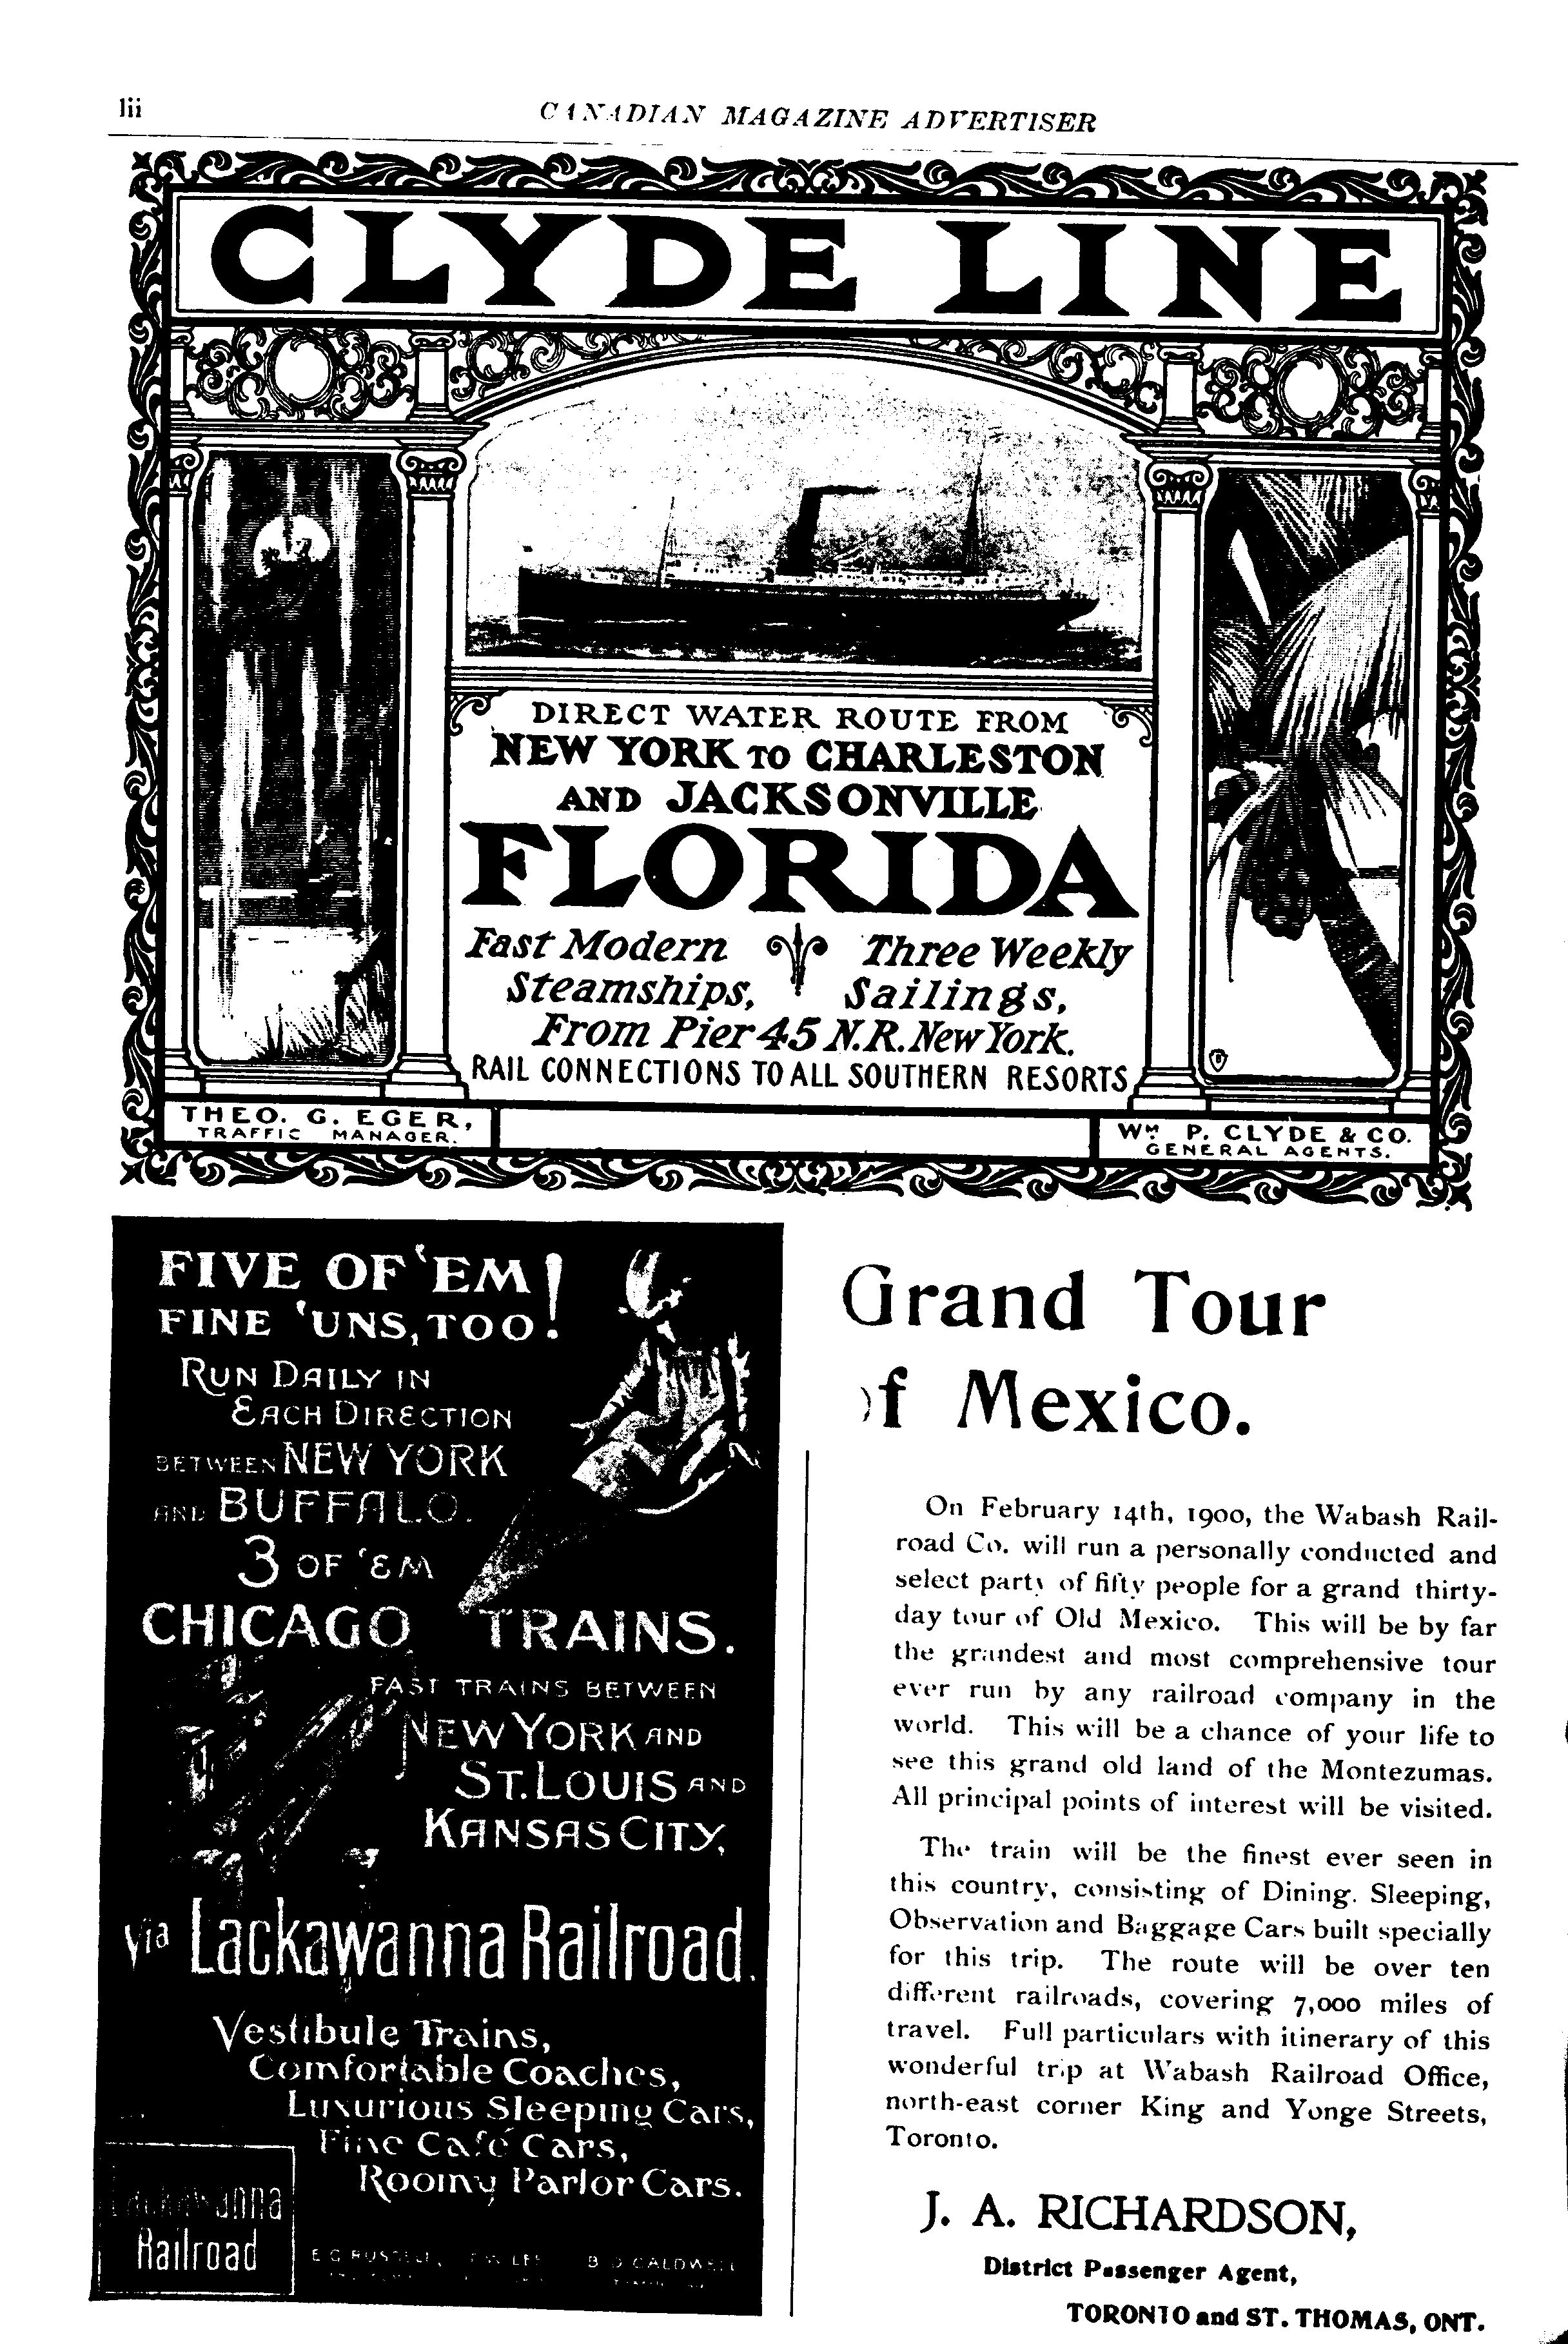 lii
CANADIAN MAGAZINE ADVERTISER
CLYDE LINE
DIRECT WATER ROUTE FROM
NEW YORK TO CHARLESTON
AND JACKSONVILLE
FLORIDA
Fast Modern Three Weekly
Steamships, Sailings,
From Pier 45 N.R. New York.
RAIL CONNECTIONS TO ALL SOUTHERN RESORTS
THEO. G. EGER,
TRAFFIC MANAGER.
WM. P. CLYDE & CO.
GENERAL AGENTS.
FIVE OF 'EM!
FINE 'UNS, TOO!
RUN DAILY IN
EACH DIRECTION
BETWEEN NEW YORK
AND BUFFALO.
3 OF 'EM
CHICAGO TRAINS.
FAST TRAINS BETWEEN
NEW YORK AND
ST. LOUIS AND
KANSAS CITY,
Via Lackawanna Railroad.
Vestibule Trains,
Comfortable Coaches,
Luxurious Sleeping Cars,
Fine Café Cars,
Roomy Parlor Cars.
Lackawanna
Railroad
B. D. CALDWELL
Grand Tour
of Mexico.
On February 14th, 1900, the Wabash Rail-
road Co. will run a personally conducted and
select party of fifty people for a grand thirty-
day tour of Old Mexico. This will be by far
the grandest and most comprehensive tour
ever run by any railroad company in the
world. This will be a chance of your life to
see this grand old land of the Montezumas.
All principal points of interest will be visited.
The train will be the finest ever seen in
this country, consisting of Dining. Sleeping,
Observation and Baggage Cars built specially
for this trip. The route will be over ten
different railroads, covering 7,000 miles of
travel. Full particulars with itinerary of this
wonderful trip at Wabash Railroad Office,
north-east corner King and Yonge Streets,
Toronto.
J. A. RICHARDSON,
District Passenger Agent,
TORONTO and ST. THOMAS, ONT.